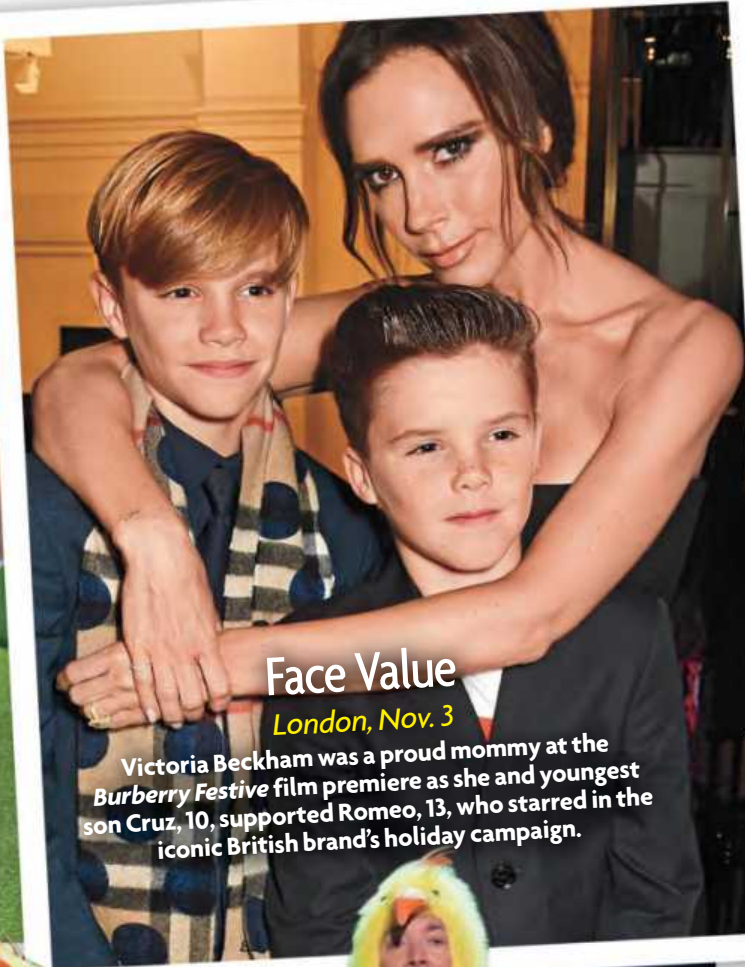 Face Value
London, Nov. 3
Victoria Beckham was a proud mommy at the
Burberry Festive film premiere as she and youngest
son Cruz, 10, supported Romeo, 13, who starred in the
iconic British brand's holiday campaign.